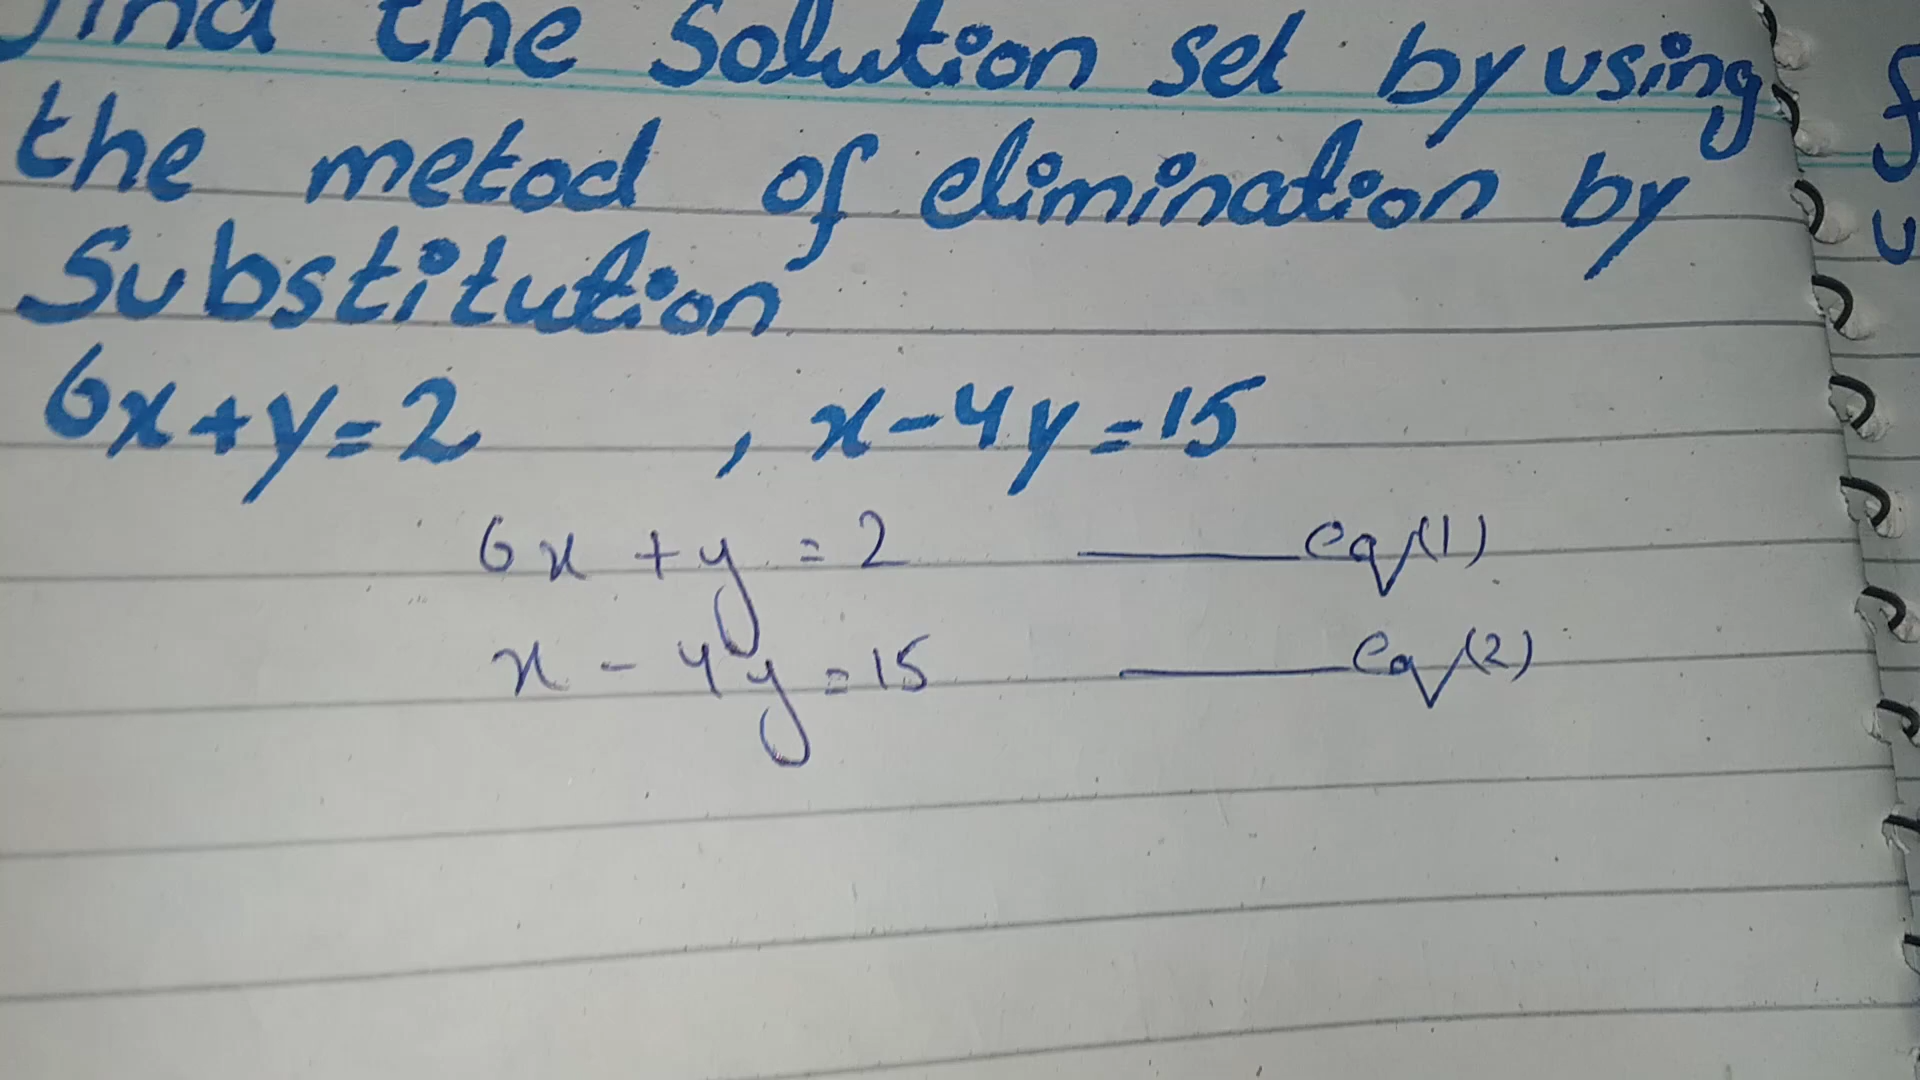 find the Solution set by using
the metod of elimination by
Substitution
6x+y=2 , x-4y=15
6x + y = 2 ——— eq(1)
x - 4y = 15 ——— eq(2)